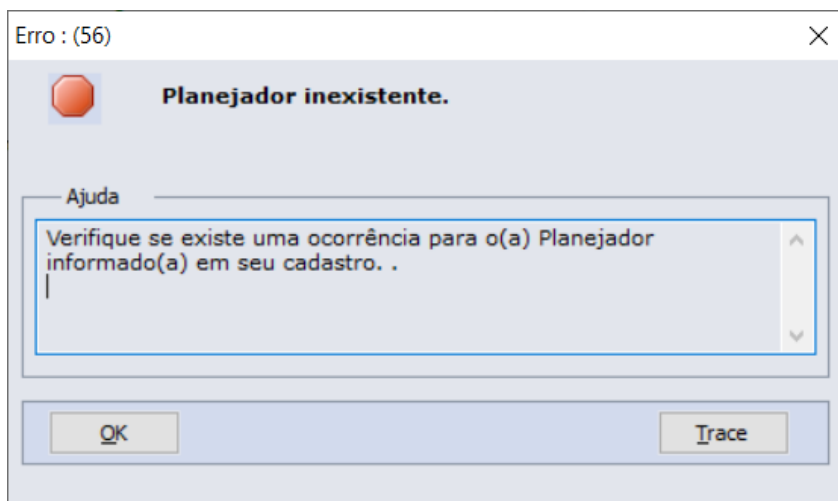 Erro : (56)
Planejador inexistente.
Ajuda
Verifique se existe uma ocorrência para o(a) Planejador
informado(a) em seu cadastro. .
OK
Trace